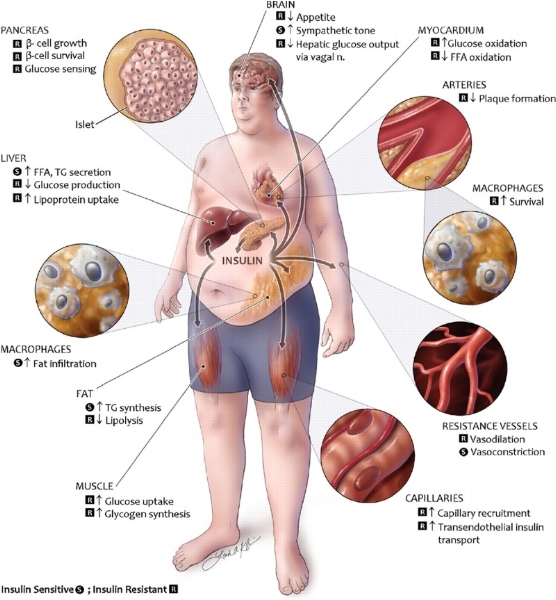 BRAIN
R ↓ Appetite
S ↑ Sympathetic tone
R ↓ Hepatic glucose output
via vagal n.
PANCREAS
R β- cell growth
R β-cell survival
R Glucose sensing
Islet
MYOCARDIUM
R ↑Glucose oxidation
R ↓ FFA oxidation
ARTERIES
R ↓ Plaque formation
LIVER
S ↑ FFA, TG secretion
R ↓ Glucose production
R ↑ Lipoprotein uptake
MACROPHAGES
R ↑ Survival
INSULIN
MACROPHAGES
S ↑ Fat infiltration
FAT
S ↑ TG synthesis
R ↓ Lipolysis
RESISTANCE VESSELS
R Vasodilation
S Vasoconstriction
MUSCLE
R ↑ Glucose uptake
R ↑ Glycogen synthesis
CAPILLARIES
R ↑ Capillary recruitment
R ↑ Transendothelial insulin
transport
Insulin Sensitive S ; Insulin Resistant R